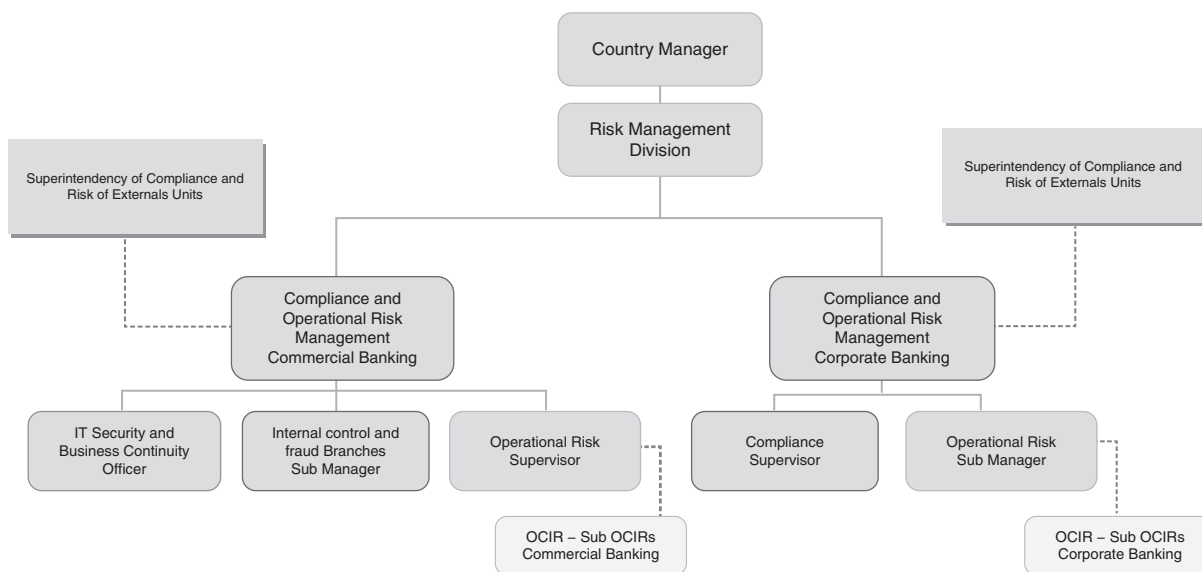 Country Manager
Risk Management
Division
Superintendency of Compliance and
Risk of Externals Units
Superintendency of Compliance and
Risk of Externals Units
Compliance and
Operational Risk
Management
Commercial Banking
Compliance and
Operational Risk
Management
Corporate Banking
IT Security and
Business Continuity
Officer
Internal control and
fraud Branches
Sub Manager
Operational Risk
Supervisor
Compliance
Supervisor
Operational Risk
Sub Manager
OCIR – Sub OCIRs
Commercial Banking
OCIR – Sub OCIRs
Corporate Banking